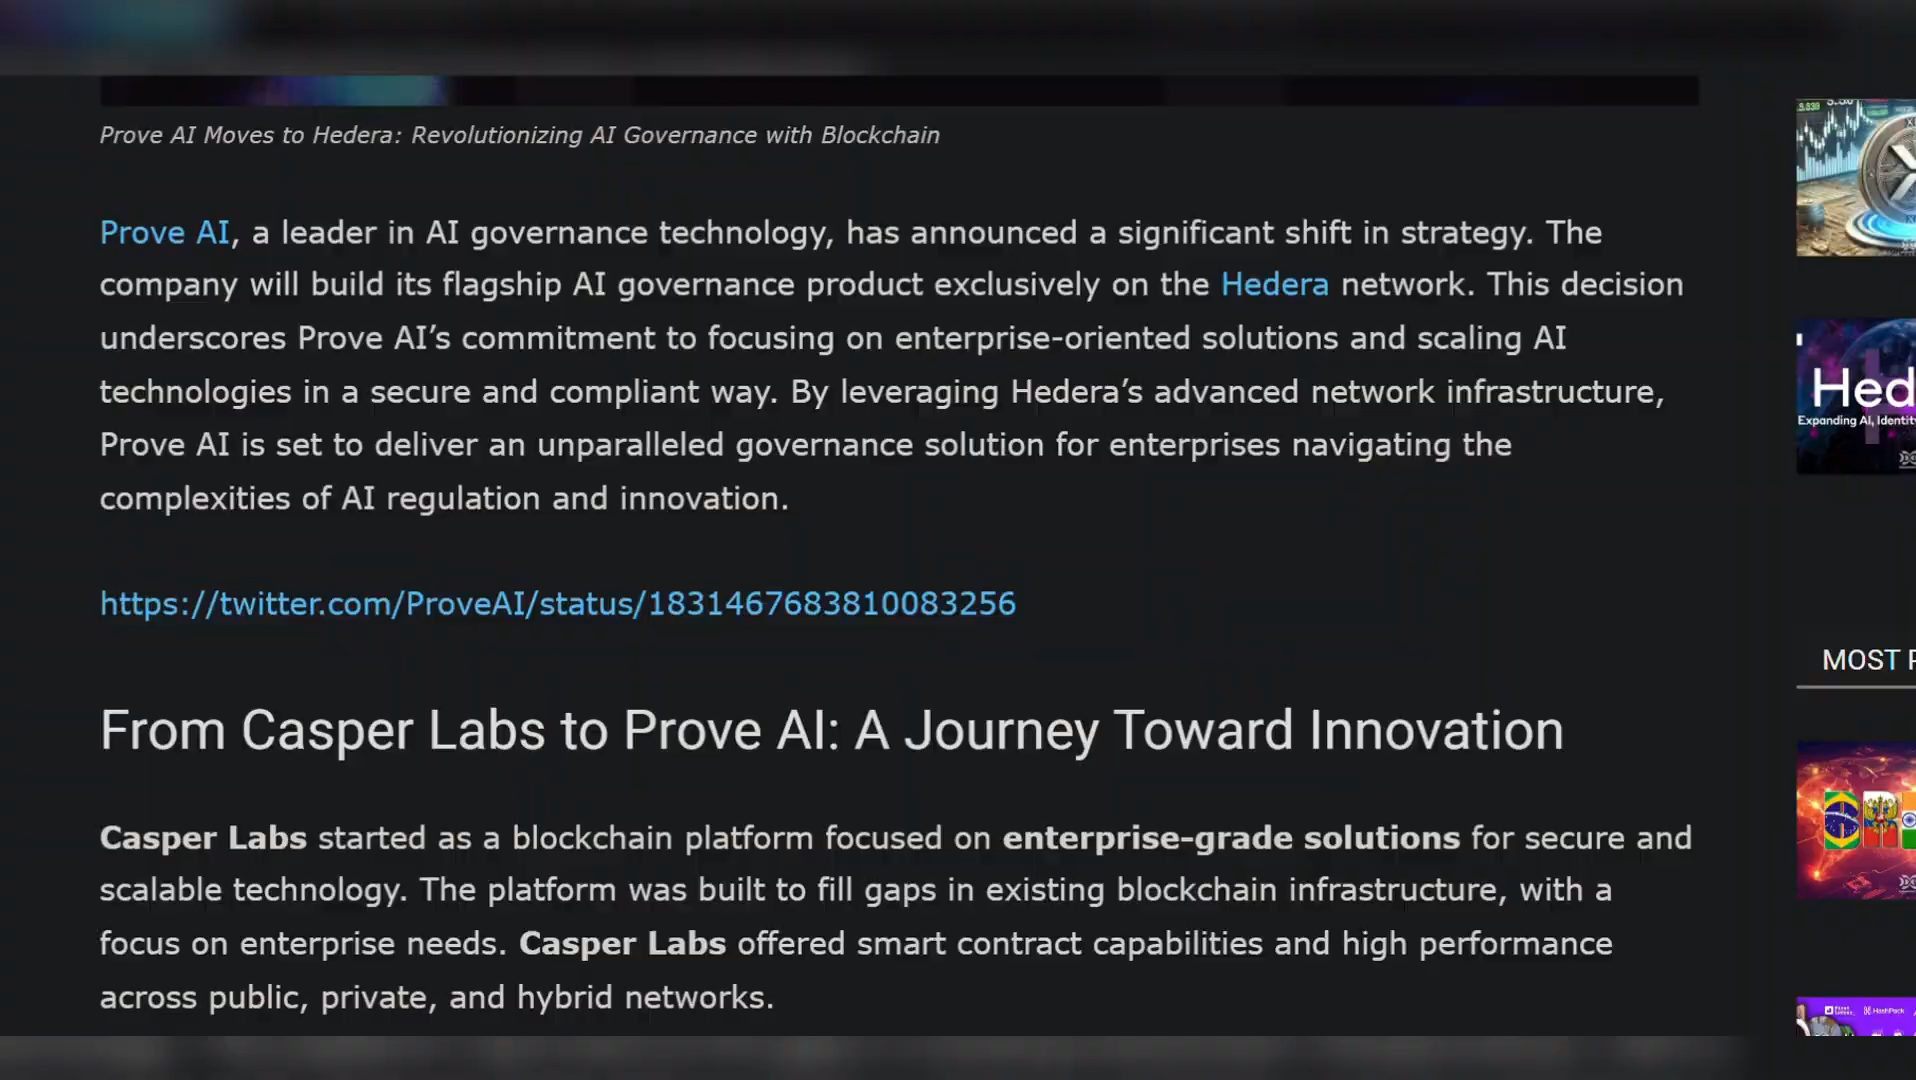 Prove AI Moves to Hedera: Revolutionizing AI Governance with Blockchain
Prove AI, a leader in AI governance technology, has announced a significant shift in strategy. The
company will build its flagship AI governance product exclusively on the Hedera network. This decision
underscores Prove AI’s commitment to focusing on enterprise-oriented solutions and scaling AI
technologies in a secure and compliant way. By leveraging Hedera’s advanced network infrastructure,
Prove AI is set to deliver an unparalleled governance solution for enterprises navigating the
complexities of AI regulation and innovation.
https://twitter.com/ProveAI/status/1831467683810083256
From Casper Labs to Prove AI: A Journey Toward Innovation
Casper Labs started as a blockchain platform focused on enterprise-grade solutions for secure and
scalable technology. The platform was built to fill gaps in existing blockchain infrastructure, with a
focus on enterprise needs. Casper Labs offered smart contract capabilities and high performance
across public, private, and hybrid networks.
Hed
Expanding AI, Identit
MOST P
HashPack